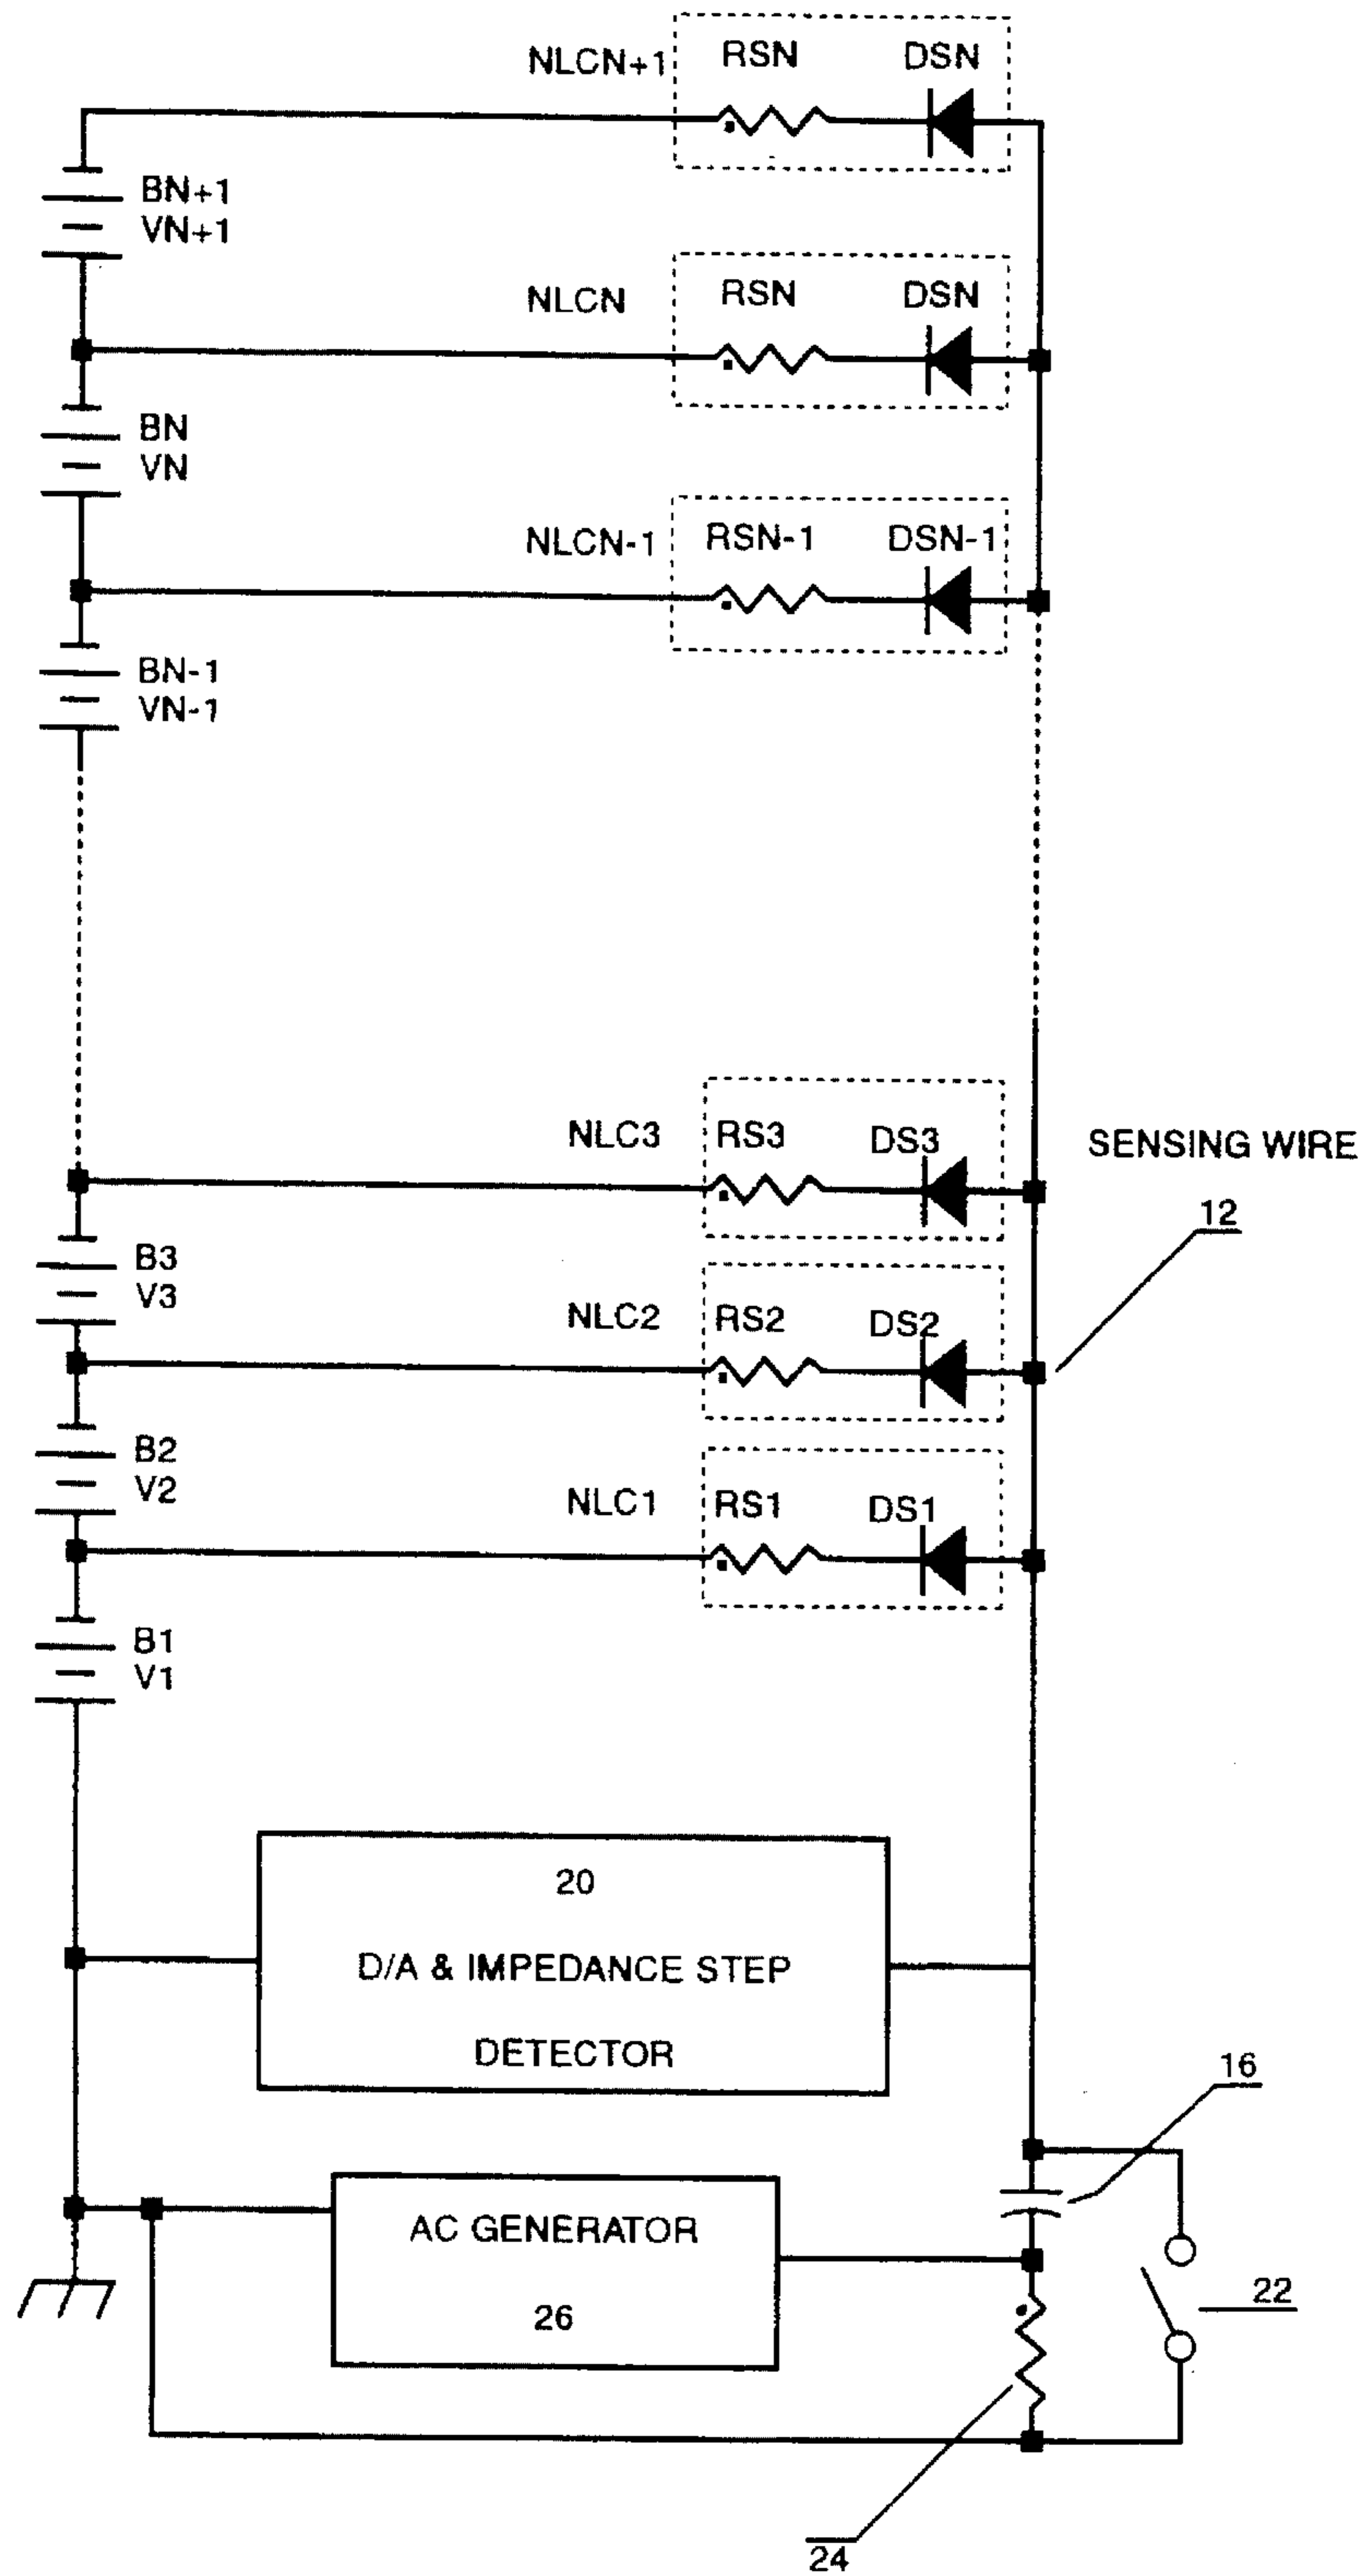 NLCN+1 RSN DSN
BN+1
VN+1
NLCN RSN DSN
BN
VN
NLCN-1 RSN-1 DSN-1
BN-1
VN-1
NLC3 RS3 DS3
SENSING WIRE
12
B3
V3
NLC2 RS2 DS2
B2
V2
NLC1 RS1 DS1
B1
V1
20
D/A & IMPEDANCE STEP
DETECTOR
16
AC GENERATOR
26
22
24